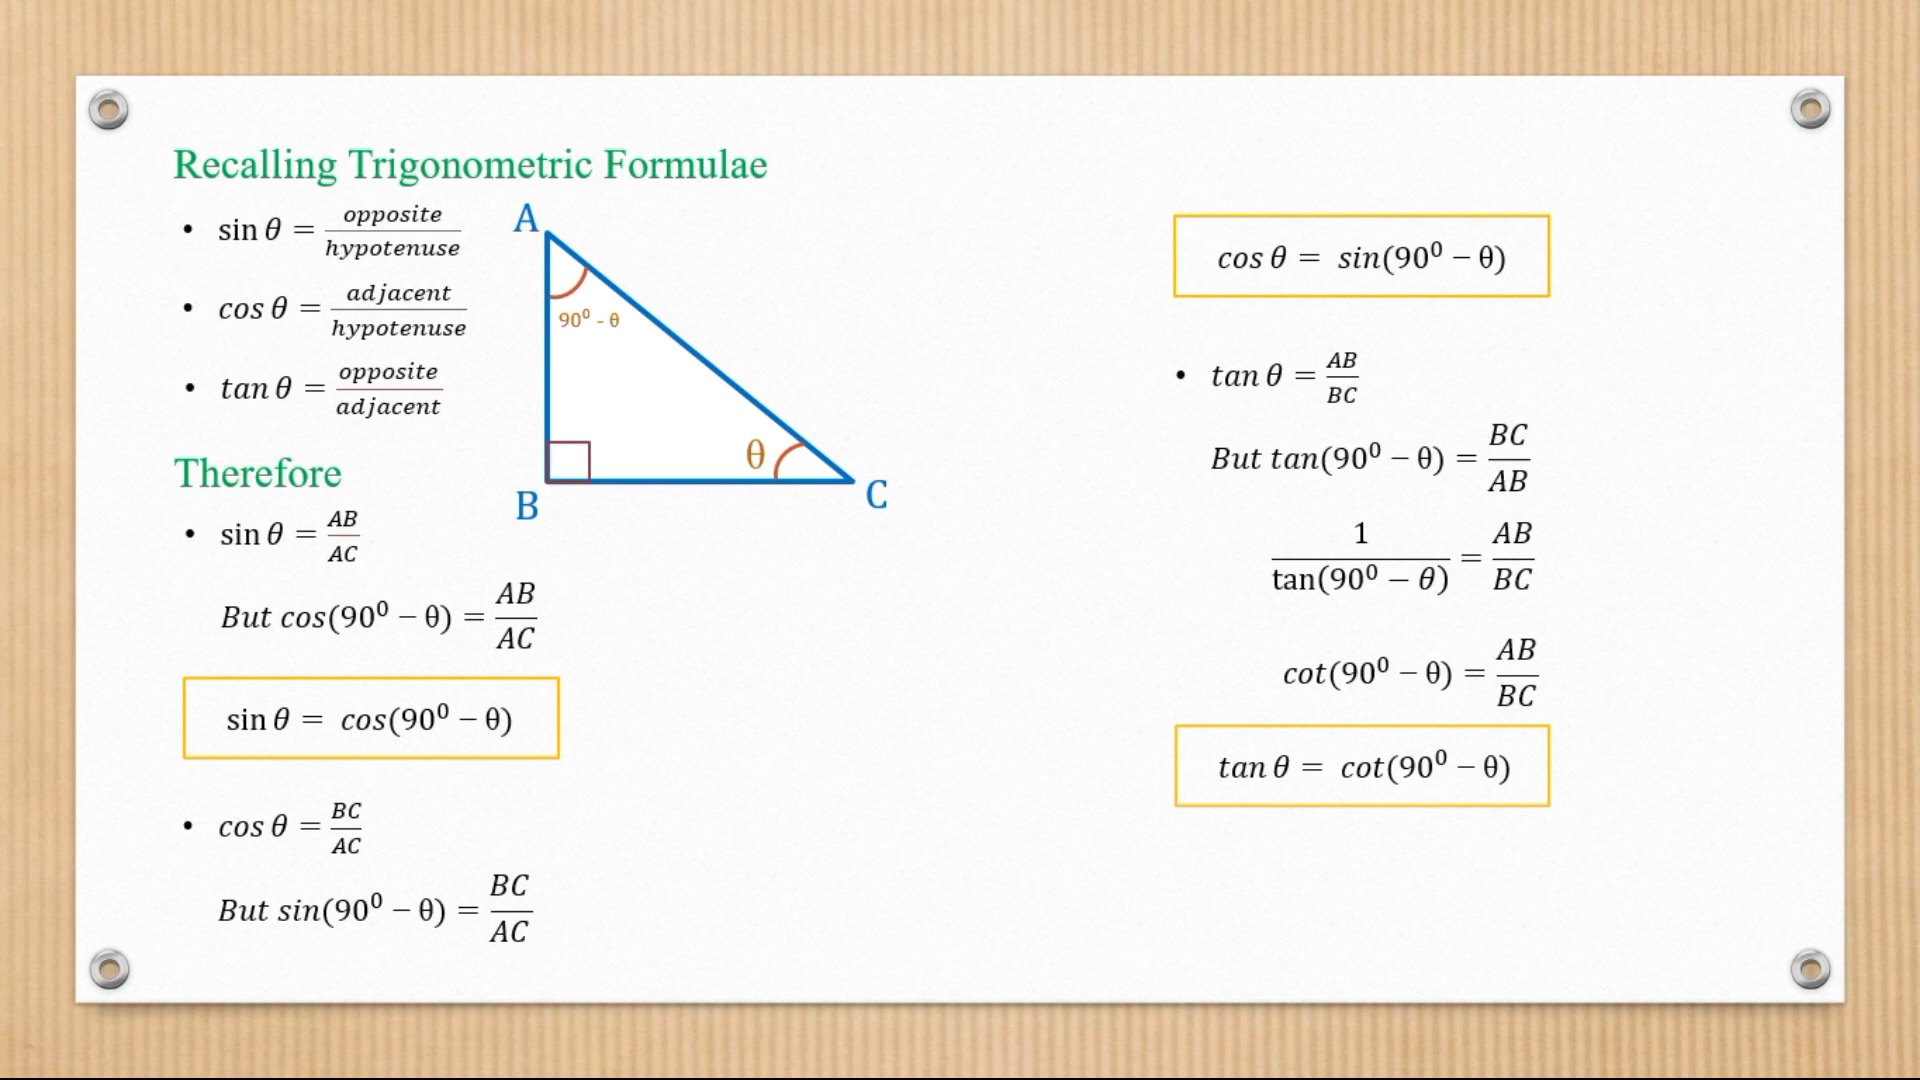 Recalling Trigonometric Formulae
• sin θ = opposite/hypotenuse
• cos θ = adjacent/hypotenuse
• tan θ = opposite/adjacent
A
90⁰ - θ
θ
B
C
Therefore
• sin θ = AB/AC
But cos(90⁰ − θ) = AB/AC
sin θ = cos(90⁰ − θ)
• cos θ = BC/AC
But sin(90⁰ − θ) = BC/AC
cos θ = sin(90⁰ − θ)
• tan θ = AB/BC
But tan(90⁰ − θ) = BC/AB
1/tan(90⁰ − θ) = AB/BC
cot(90⁰ − θ) = AB/BC
tan θ = cot(90⁰ − θ)